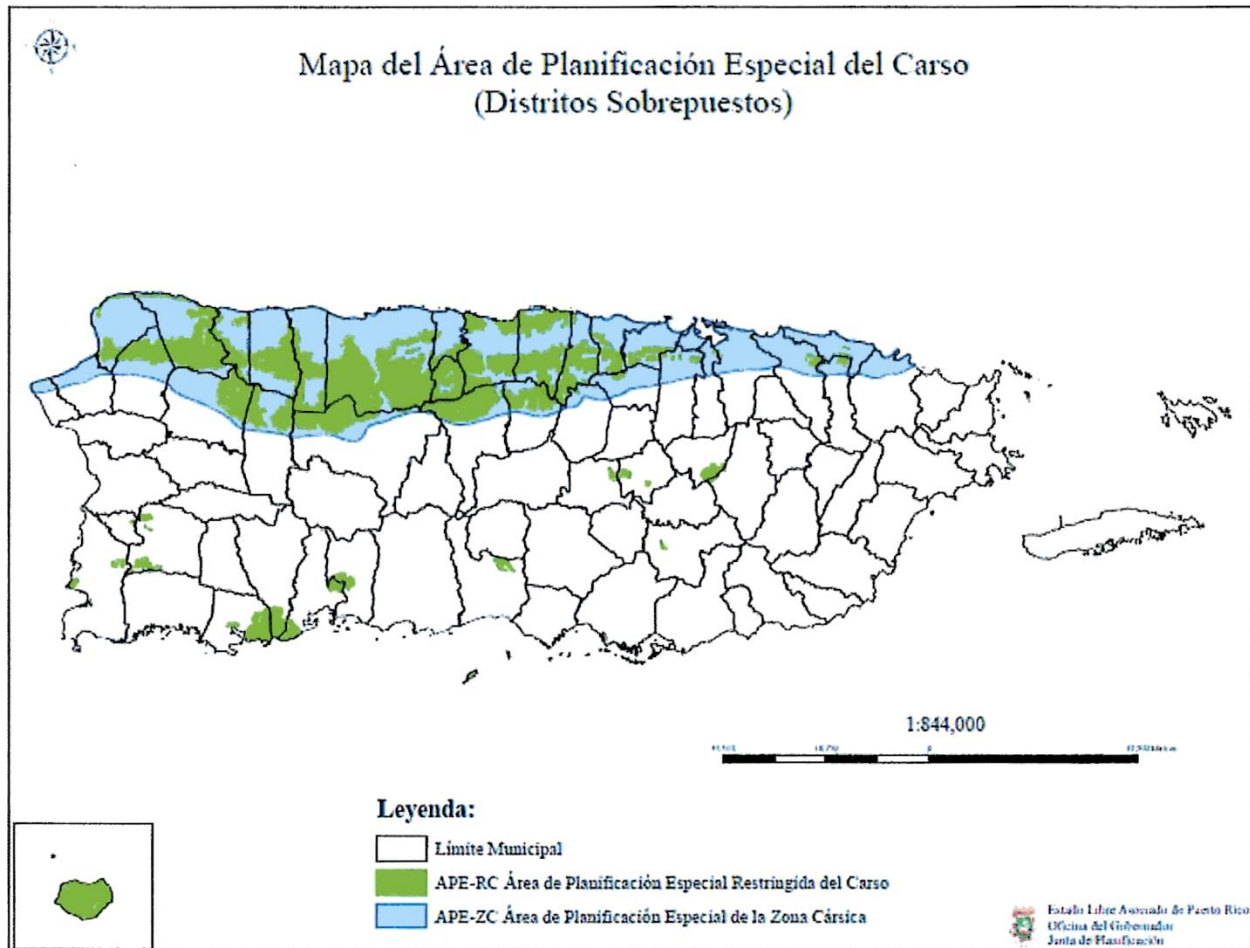 Mapa del Área de Planificación Especial del Carso
(Distritos Sobrepuestos)
1:844,000
0
Leyenda:
Límite Municipal
APE-RC Área de Planificación Especial Restringida del Carso
APE-ZC Área de Planificación Especial de la Zona Cársica
Estado Libre Asociado de Puerto Rico
Oficina del Gobernador
Junta de Planificación